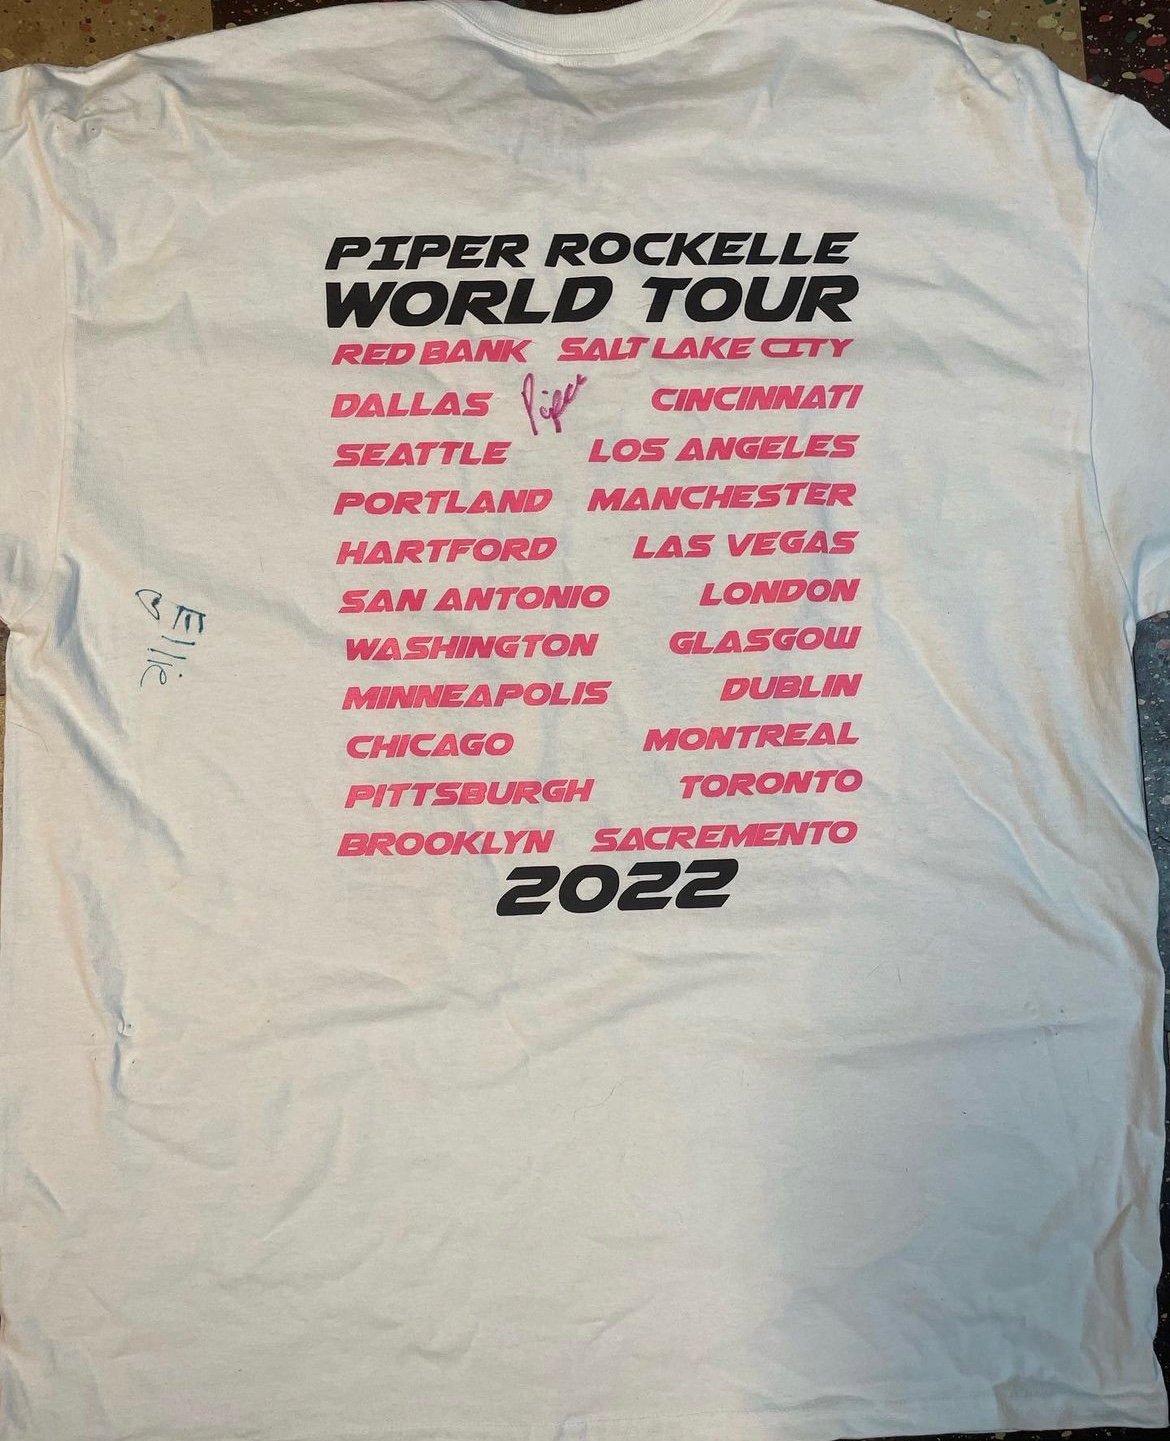 PIPER ROCKELLE
WORLD TOUR
RED BANK SALT LAKE CITY
DALLAS Piper CINCINNATI
SEATTLE LOS ANGELES
PORTLAND MANCHESTER
HARTFORD LAS VEGAS
SAN ANTONIO LONDON
WASHINGTON GLASGOW
MINNEAPOLIS DUBLIN
CHICAGO MONTREAL
PITTSBURGH TORONTO
BROOKLYN SACREMENTO
2022
Ellie